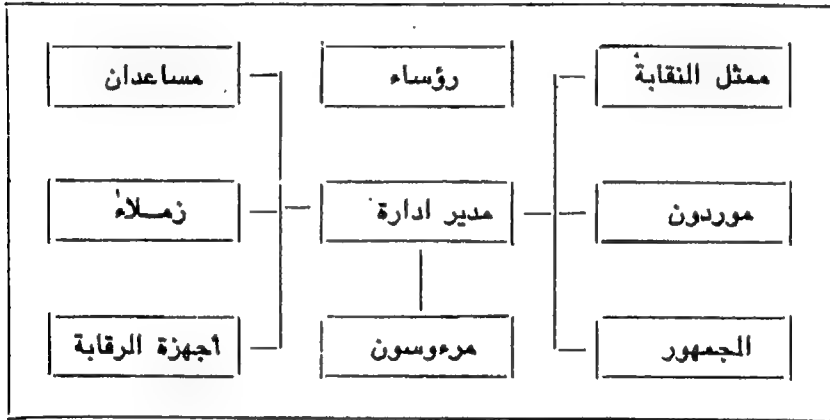 ممثل النقابة
رؤساء
مساعدان
موردون
مدير ادارة
زملاء
الجمهور
مرءوسون
أجهزة الرقابة